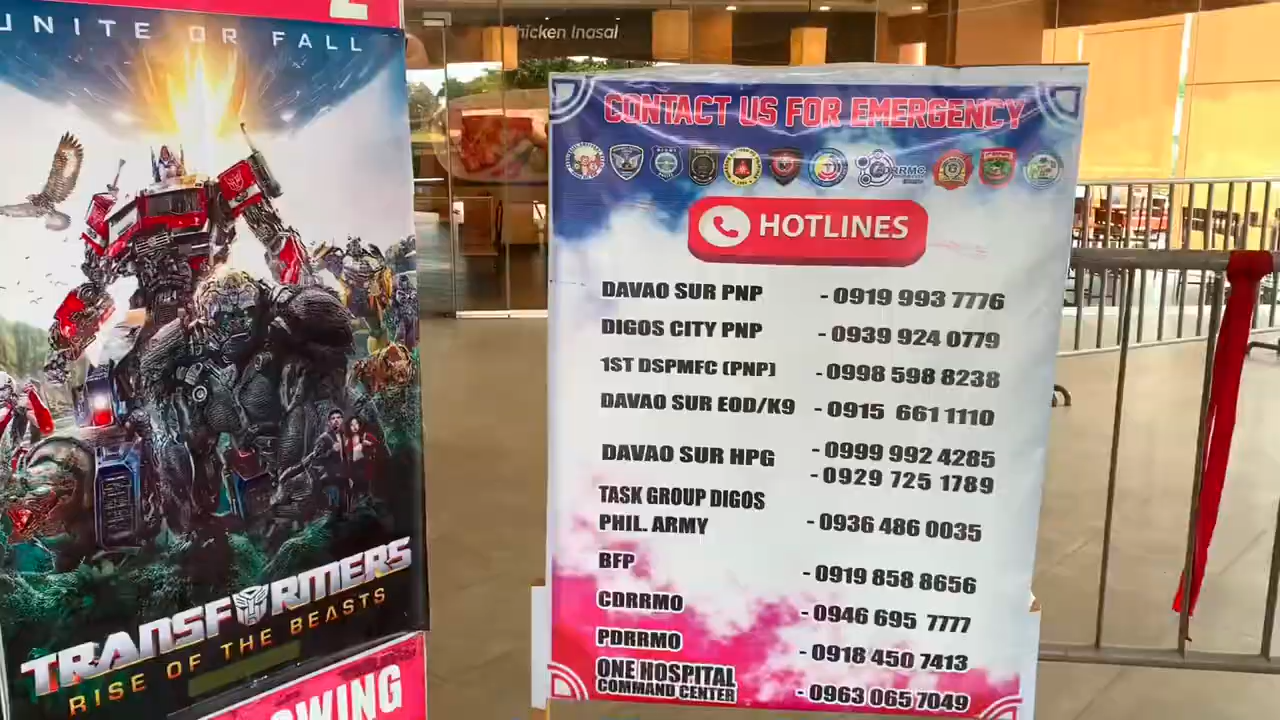 UNITE OR FALL
TRANSFORMERS
RISE OF THE BEASTS
hicken Inasal
CONTACT US FOR EMERGENCY
HOTLINES
DAVAO SUR PNP - 0919 993 7776
DIGOS CITY PNP - 0939 924 0779
1ST DSPMFC (PNP) - 0998 598 8238
DAVAO SUR EOD/K9 - 0915 661 1110
DAVAO SUR HPG - 0999 992 4285
- 0929 725 1789
TASK GROUP DIGOS
PHIL. ARMY - 0936 486 0035
BFP - 0919 858 8656
CDRRMO - 0946 695 7777
PDRRMO - 0918 450 7413
ONE HOSPITAL
COMMAND CENTER - 0963 065 7049